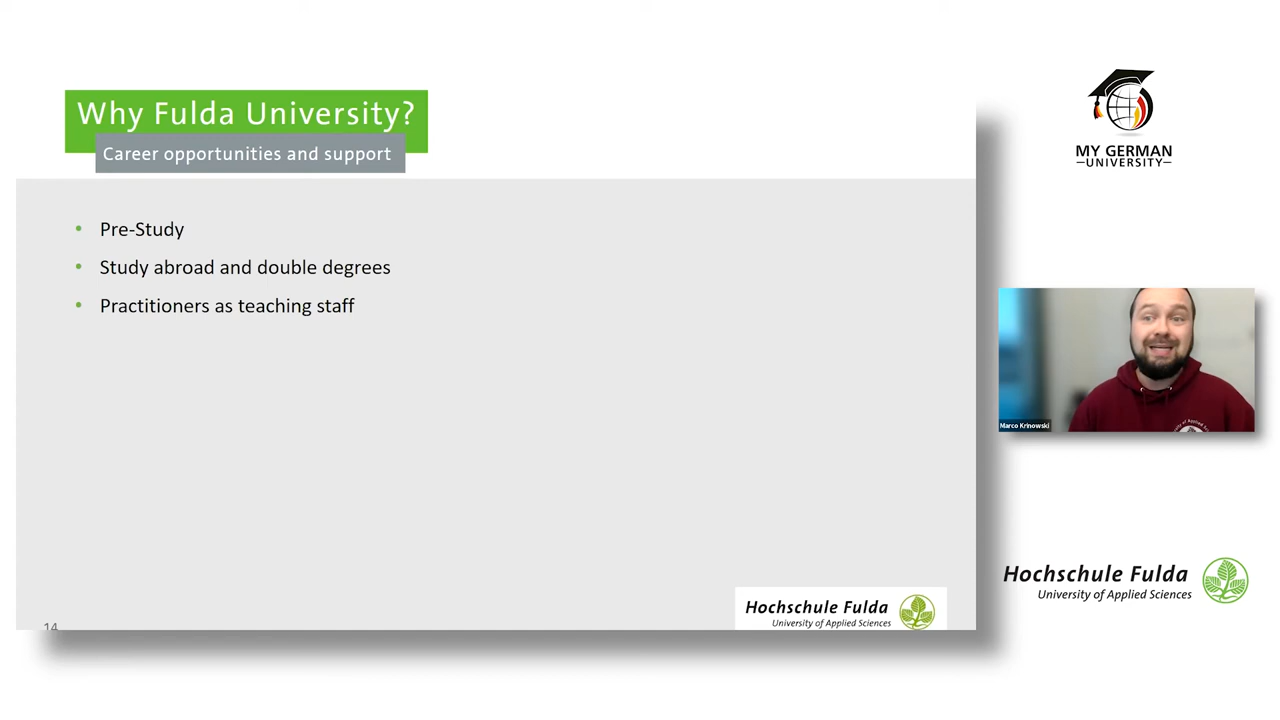 Why Fulda University?
Career opportunities and support
• Pre-Study
• Study abroad and double degrees
• Practitioners as teaching staff
14
Hochschule Fulda
University of Applied Sciences
MY GERMAN
UNIVERSITY
Marco Krinowski
Hochschule Fulda
University of Applied Sciences